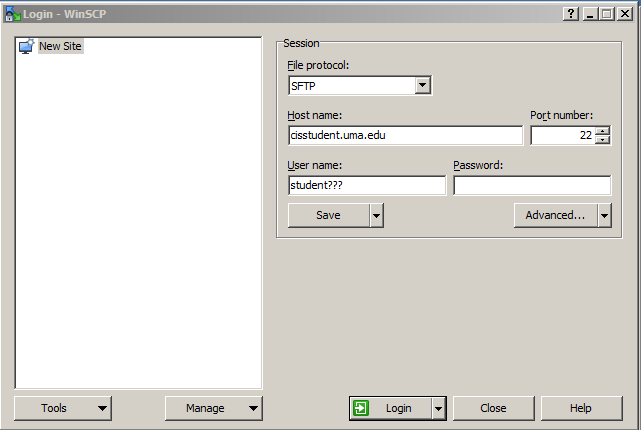 Login - WinSCP
New Site
Session
File protocol:
SFTP
Host name:
Port number:
cisstudent.uma.edu
22
User name:
Password:
student???
Save
Advanced...
Tools
Manage
Login
Close
Help